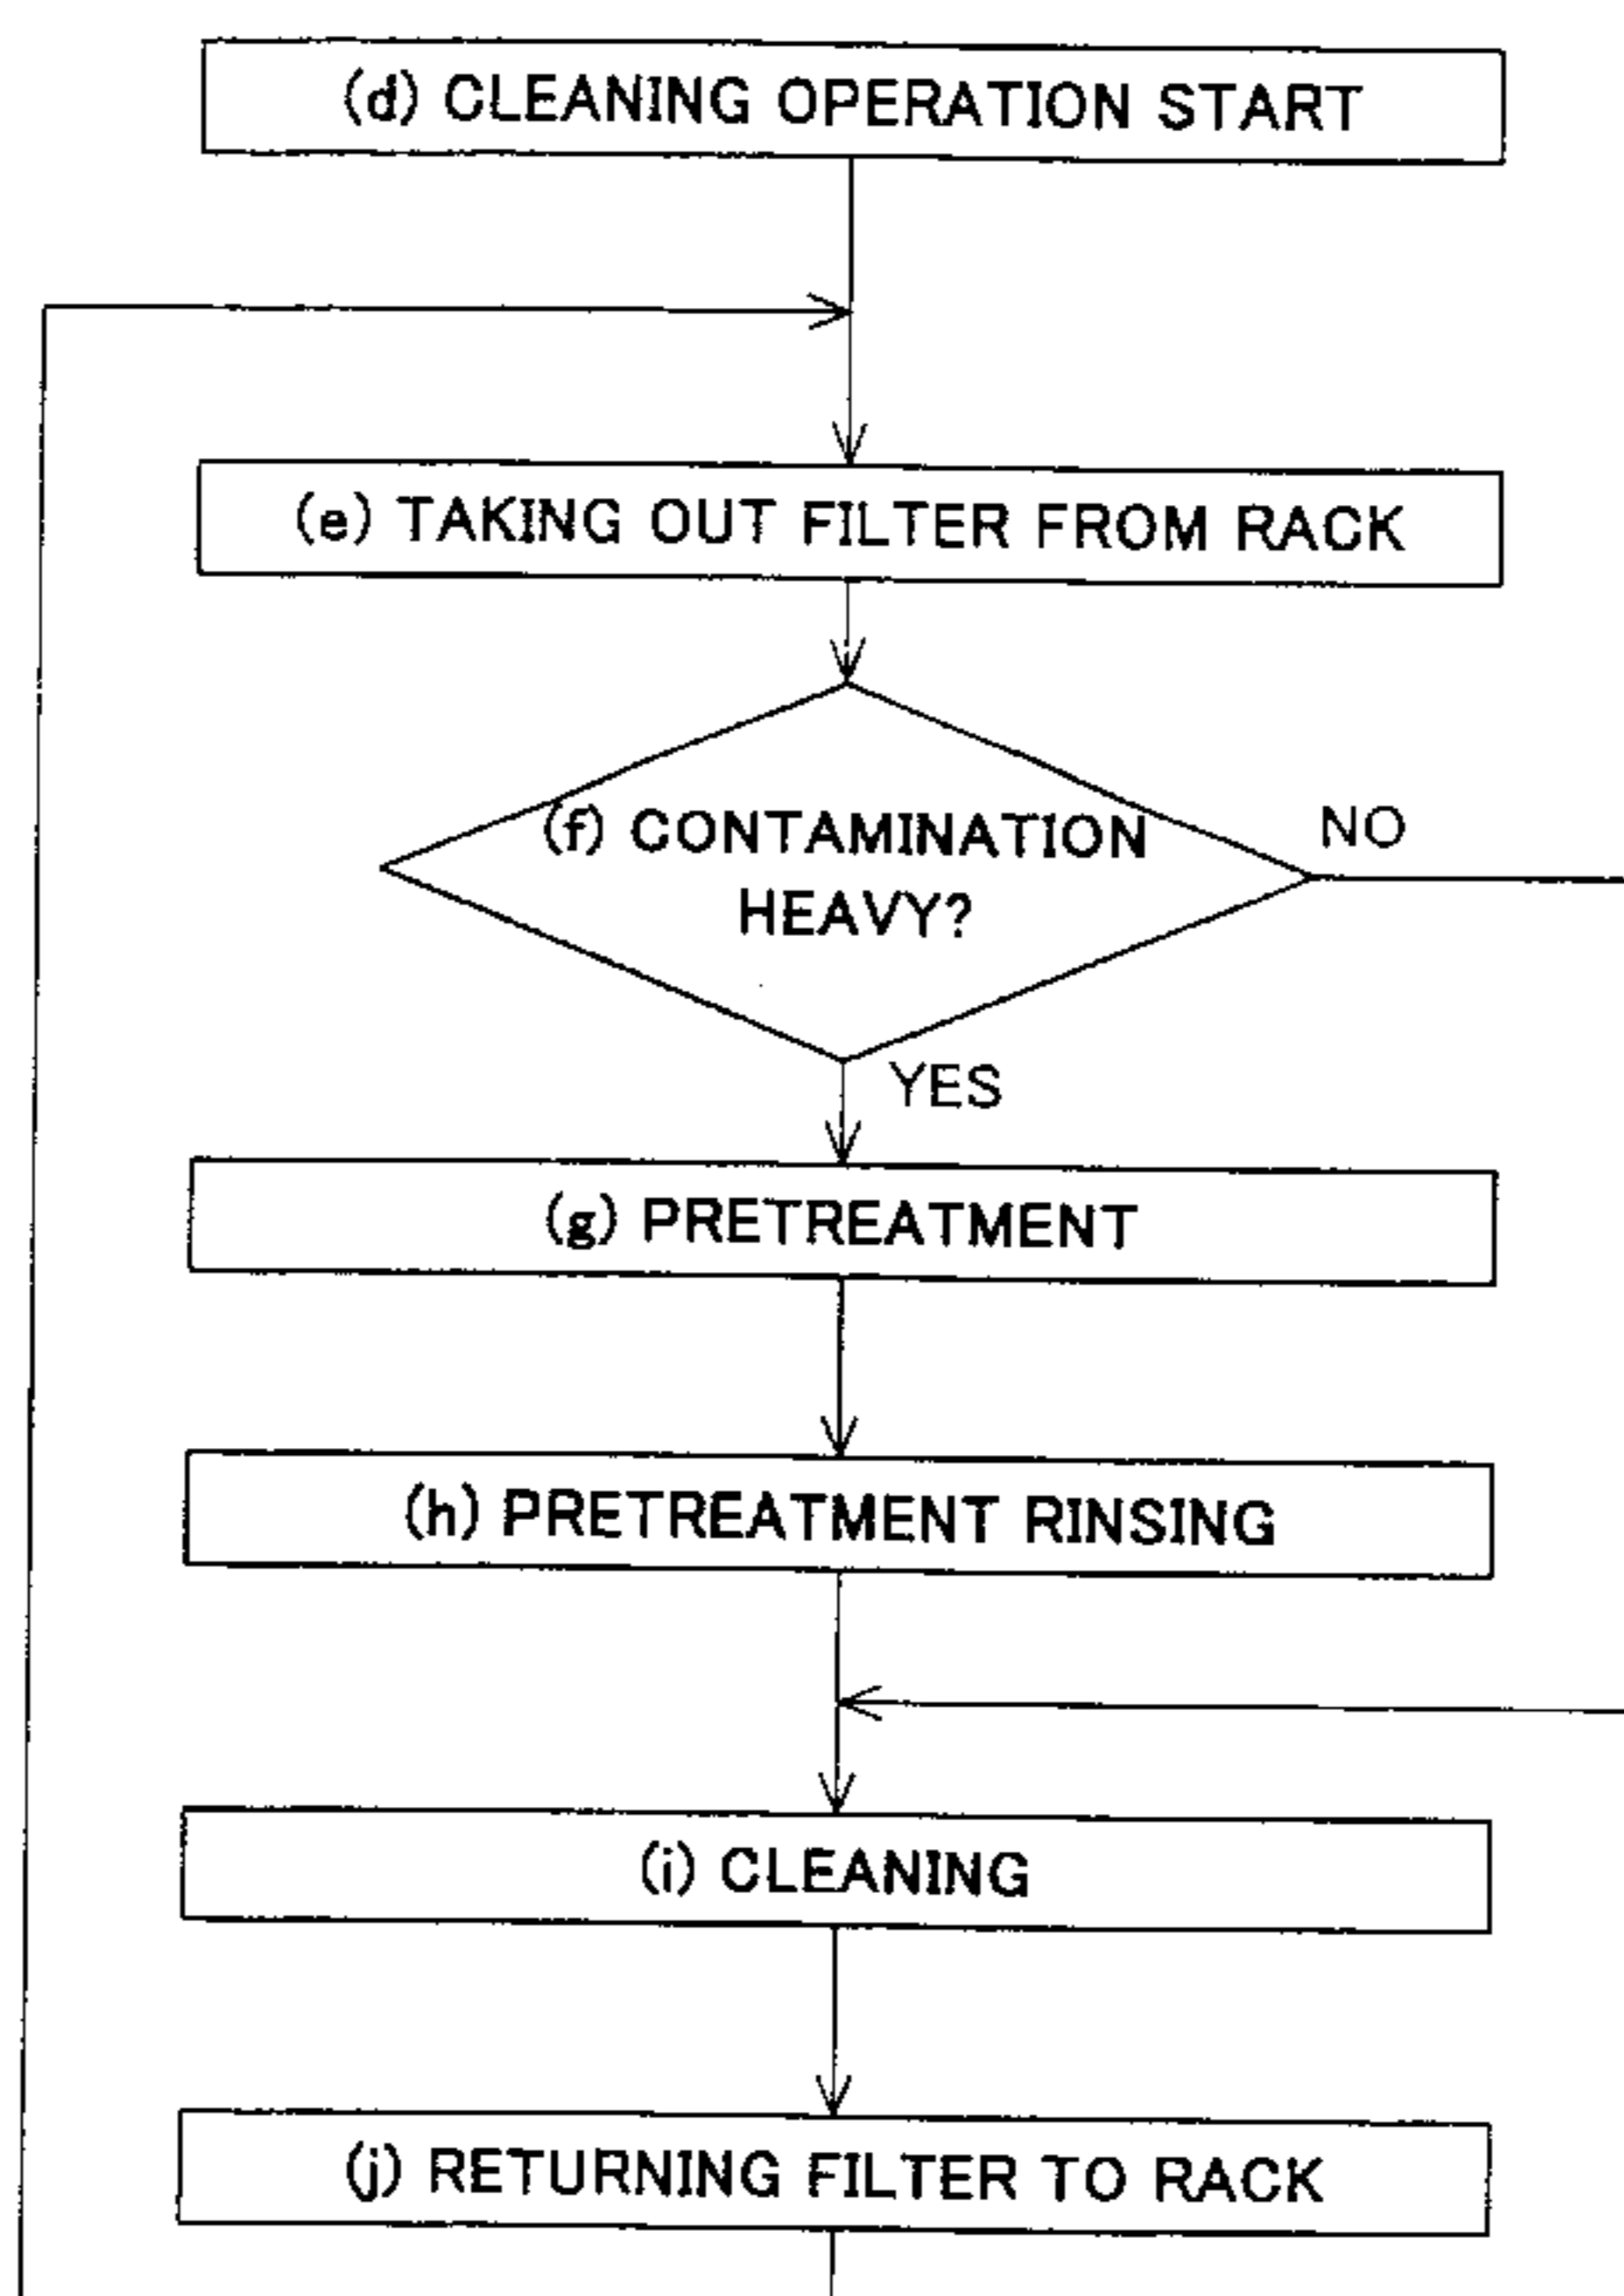 (d) CLEANING OPERATION START
(e) TAKING OUT FILTER FROM RACK
(f) CONTAMINATION
HEAVY?
NO
YES
(g) PRETREATMENT
(h) PRETREATMENT RINSING
(i) CLEANING
(j) RETURNING FILTER TO RACK